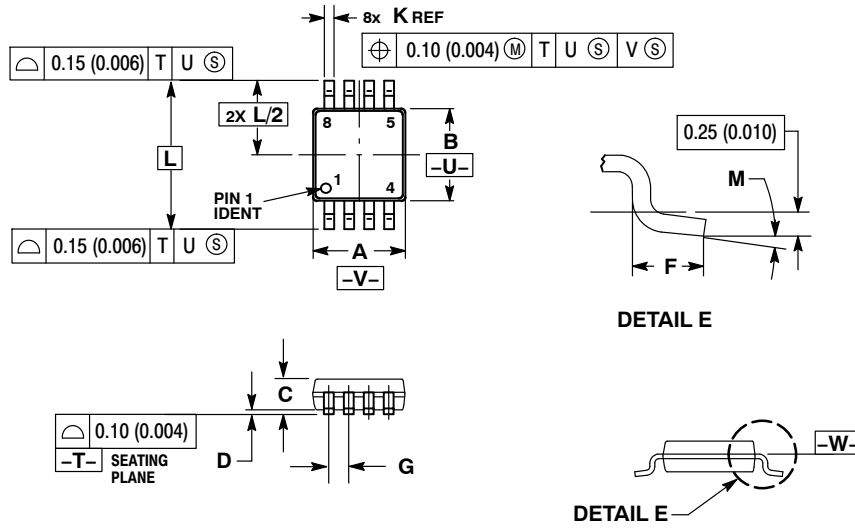 8x K REF
⌓ 0.15 (0.006) T U Ⓢ
⌖ 0.10 (0.004) Ⓜ T U Ⓢ V Ⓢ
2X L/2
8 5
B
–U–
L
PIN 1
IDENT
1 4
⌓ 0.15 (0.006) T U Ⓢ
A
–V–
0.25 (0.010)
M
F
DETAIL E
C
⌓ 0.10 (0.004)
–T– SEATING
PLANE
D
G
–W–
DETAIL E